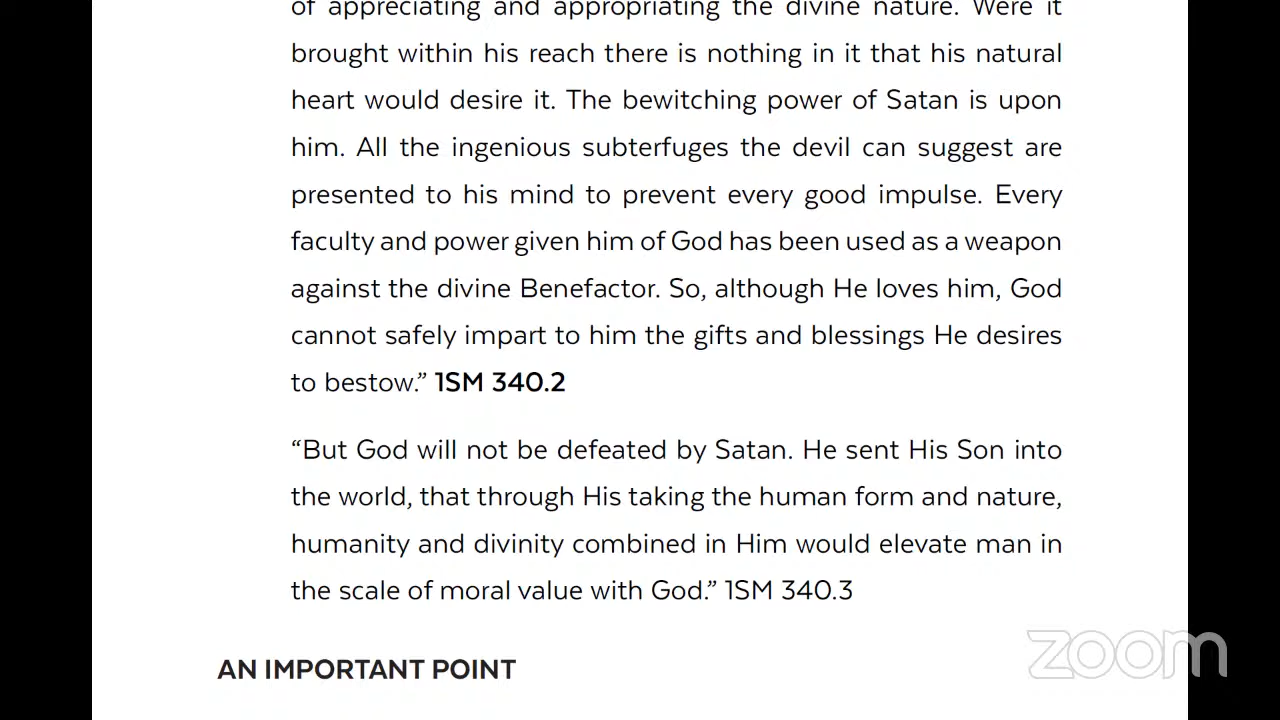 of appreciating and appropriating the divine nature. Were it
brought within his reach there is nothing in it that his natural
heart would desire it. The bewitching power of Satan is upon
him. All the ingenious subterfuges the devil can suggest are
presented to his mind to prevent every good impulse. Every
faculty and power given him of God has been used as a weapon
against the divine Benefactor. So, although He loves him, God
cannot safely impart to him the gifts and blessings He desires
to bestow.” 1SM 340.2
“But God will not be defeated by Satan. He sent His Son into
the world, that through His taking the human form and nature,
humanity and divinity combined in Him would elevate man in
the scale of moral value with God.” 1SM 340.3
AN IMPORTANT POINT
zoom